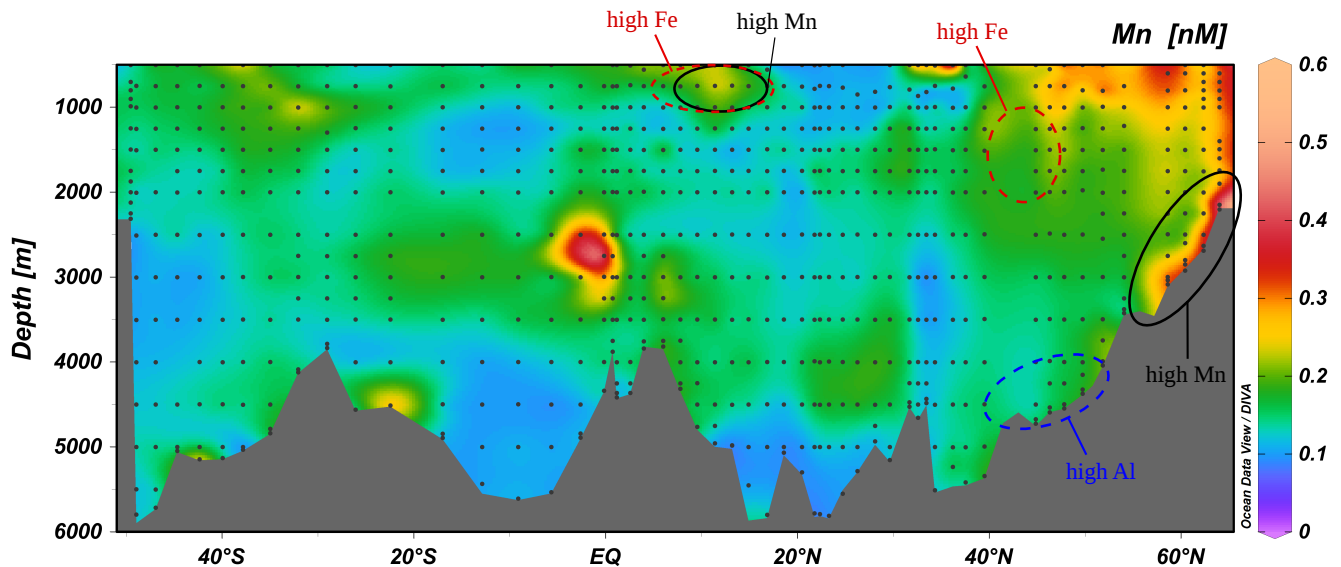 high Fe
high Mn
high Fe
Mn [nM]
0.6
0.5
0.4
0.3
0.2
0.1
0
1000
2000
3000
4000
5000
6000
Depth [m]
high Mn
high Al
Ocean Data View / DIVA
40°S
20°S
EQ
20°N
40°N
60°N